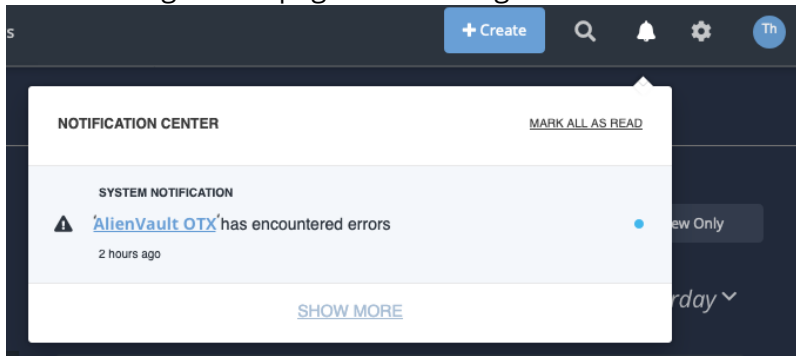 + Create
Th
NOTIFICATION CENTER
MARK ALL AS READ
SYSTEM NOTIFICATION
'AlienVault OTX' has encountered errors
ew Only
2 hours ago
rday
SHOW MORE